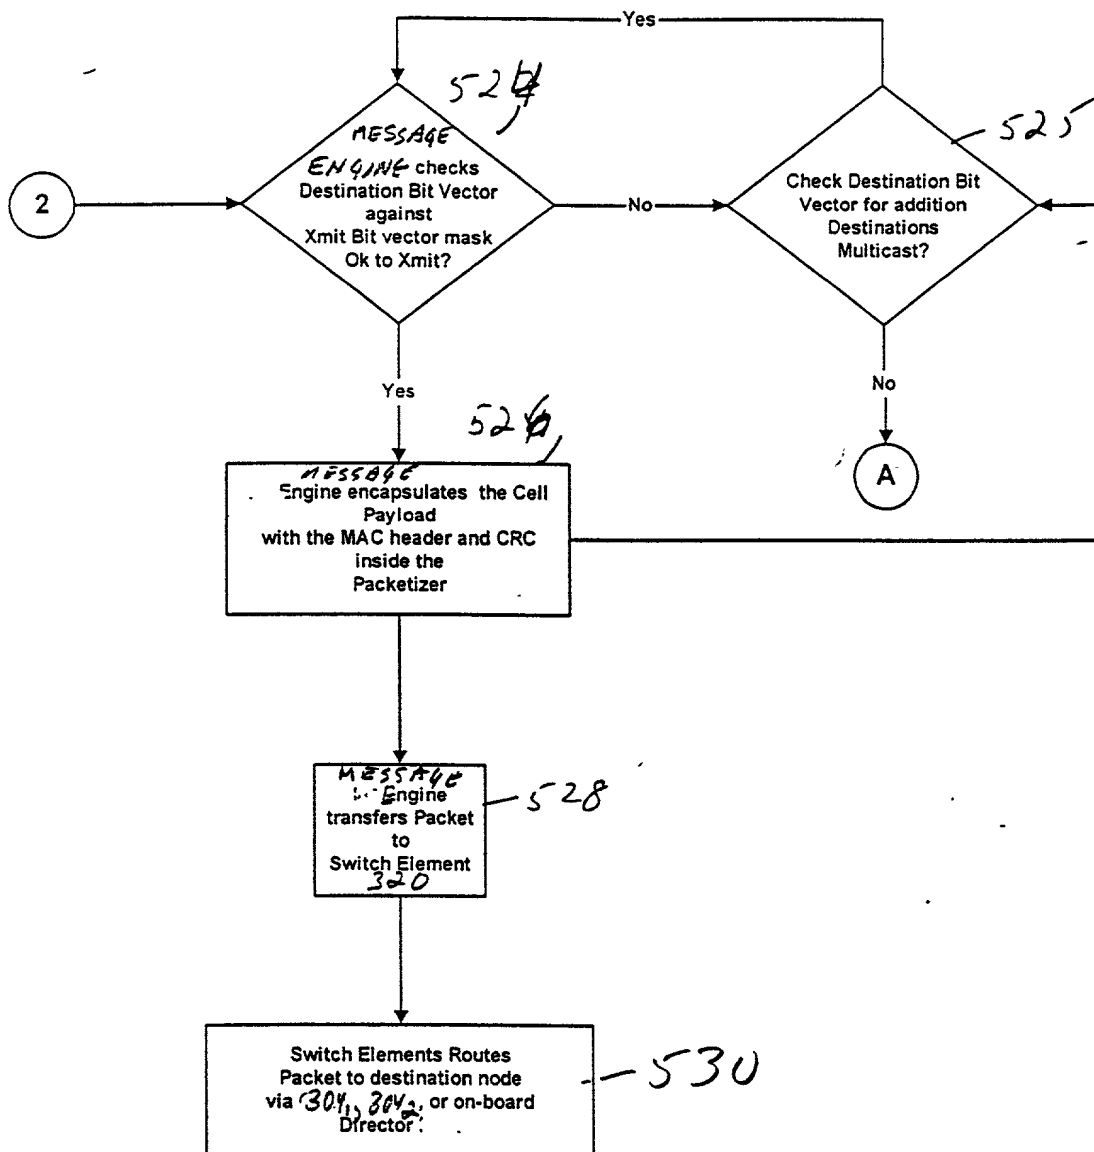 Yes
525
2
MESSAGE
ENGINE checks
Destination Bit Vector
against
Xmit Bit vector mask
Ok to Xmit?
No
Check Destination Bit
Vector for addition
Destinations
Multicast?
Yes
No
A
MESSAGE
Engine encapsulates the Cell
Payload
with the MAC header and CRC
inside the
Packetizer
MESSAGE
Engine
transfers Packet
to
Switch Element
320
528
Switch Elements Routes
Packet to destination node
via 304₁, 304₂, or on-board
Director.
530